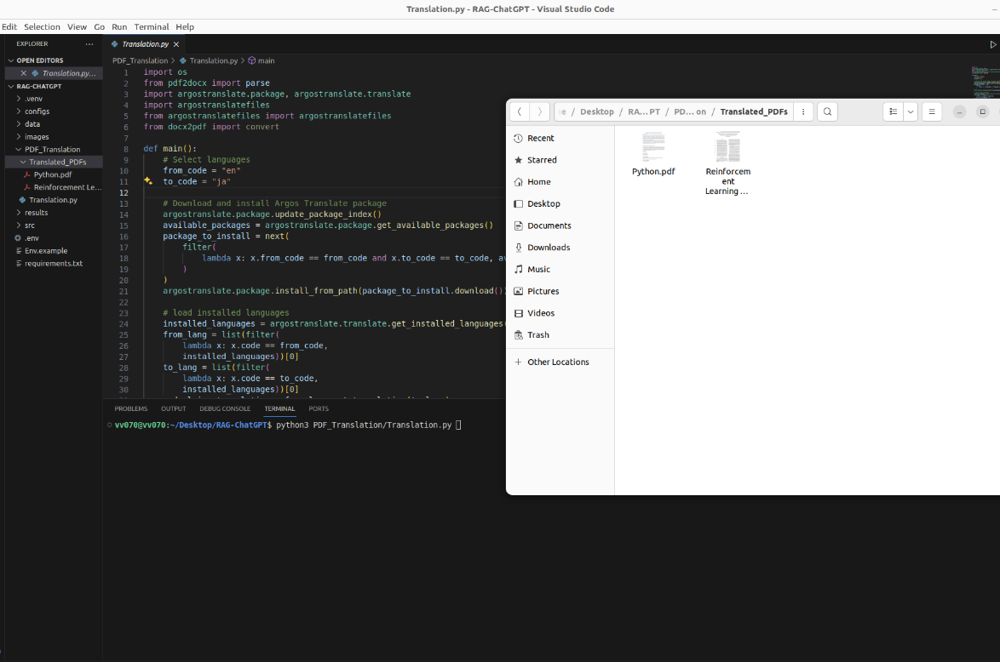 Translation.py - RAG-ChatGPT - Visual Studio Code
Edit Selection View Go Run Terminal Help
EXPLORER
OPEN EDITORS
Translation.py...
RAG-CHATGPT
.venv
configs
data
images
PDF_Translation
Translated_PDFs
Python.pdf
Reinforcement Le...
Translation.py
results
src
.env
Env.example
requirements.txt
Translation.py
PDF_Translation > Translation.py > main
1 import os
2 from pdf2docx import parse
3 import argostranslate.package, argostranslate.translate
4 import argostranslatefiles
5 from argostranslatefiles import argostranslatefiles
6 from docx2pdf import convert
7
8 def main():
9 # Select languages
10 from_code = "en"
11 to_code = "ja"
12
13 # Download and install Argos Translate package
14 argostranslate.package.update_package_index()
15 available_packages = argostranslate.package.get_available_packages()
16 package_to_install = next(
17 filter(
18 lambda x: x.from_code == from_code and x.to_code == to_code, av
19 )
20 )
21 argostranslate.package.install_from_path(package_to_install.download())
22
23 # load installed languages
24 installed_languages = argostranslate.translate.get_installed_languages(
25 from_lang = list(filter(
26 lambda x: x.code == from_code,
27 installed_languages))[0]
28 to_lang = list(filter(
29 lambda x: x.code == to_code,
30 installed_languages))[0]
PROBLEMS OUTPUT DEBUG CONSOLE TERMINAL PORTS
vv070@vv070:~/Desktop/RAG-ChatGPT$ python3 PDF_Translation/Translation.py
/ Desktop / RA... PT / PD... on / Translated_PDFs
Recent
Starred
Home
Desktop
Documents
Downloads
Music
Pictures
Videos
Trash
+ Other Locations
Python.pdf
Reinforcem
ent
Learning ...